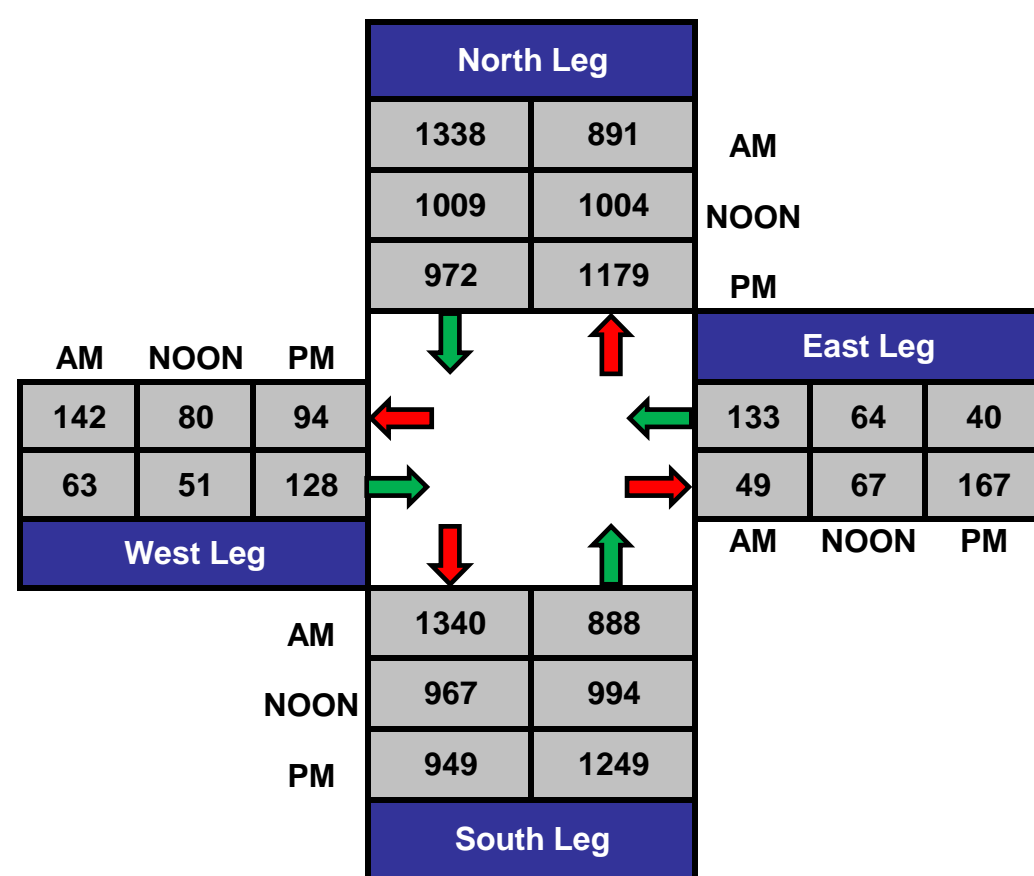 North Leg
1338 891 AM
1009 1004 NOON
972 1179 PM
East Leg
AM NOON PM
142 80 94 133 64 40
63 51 128 49 67 167
West Leg AM NOON PM
AM 1340 888
NOON 967 994
PM 949 1249
South Leg